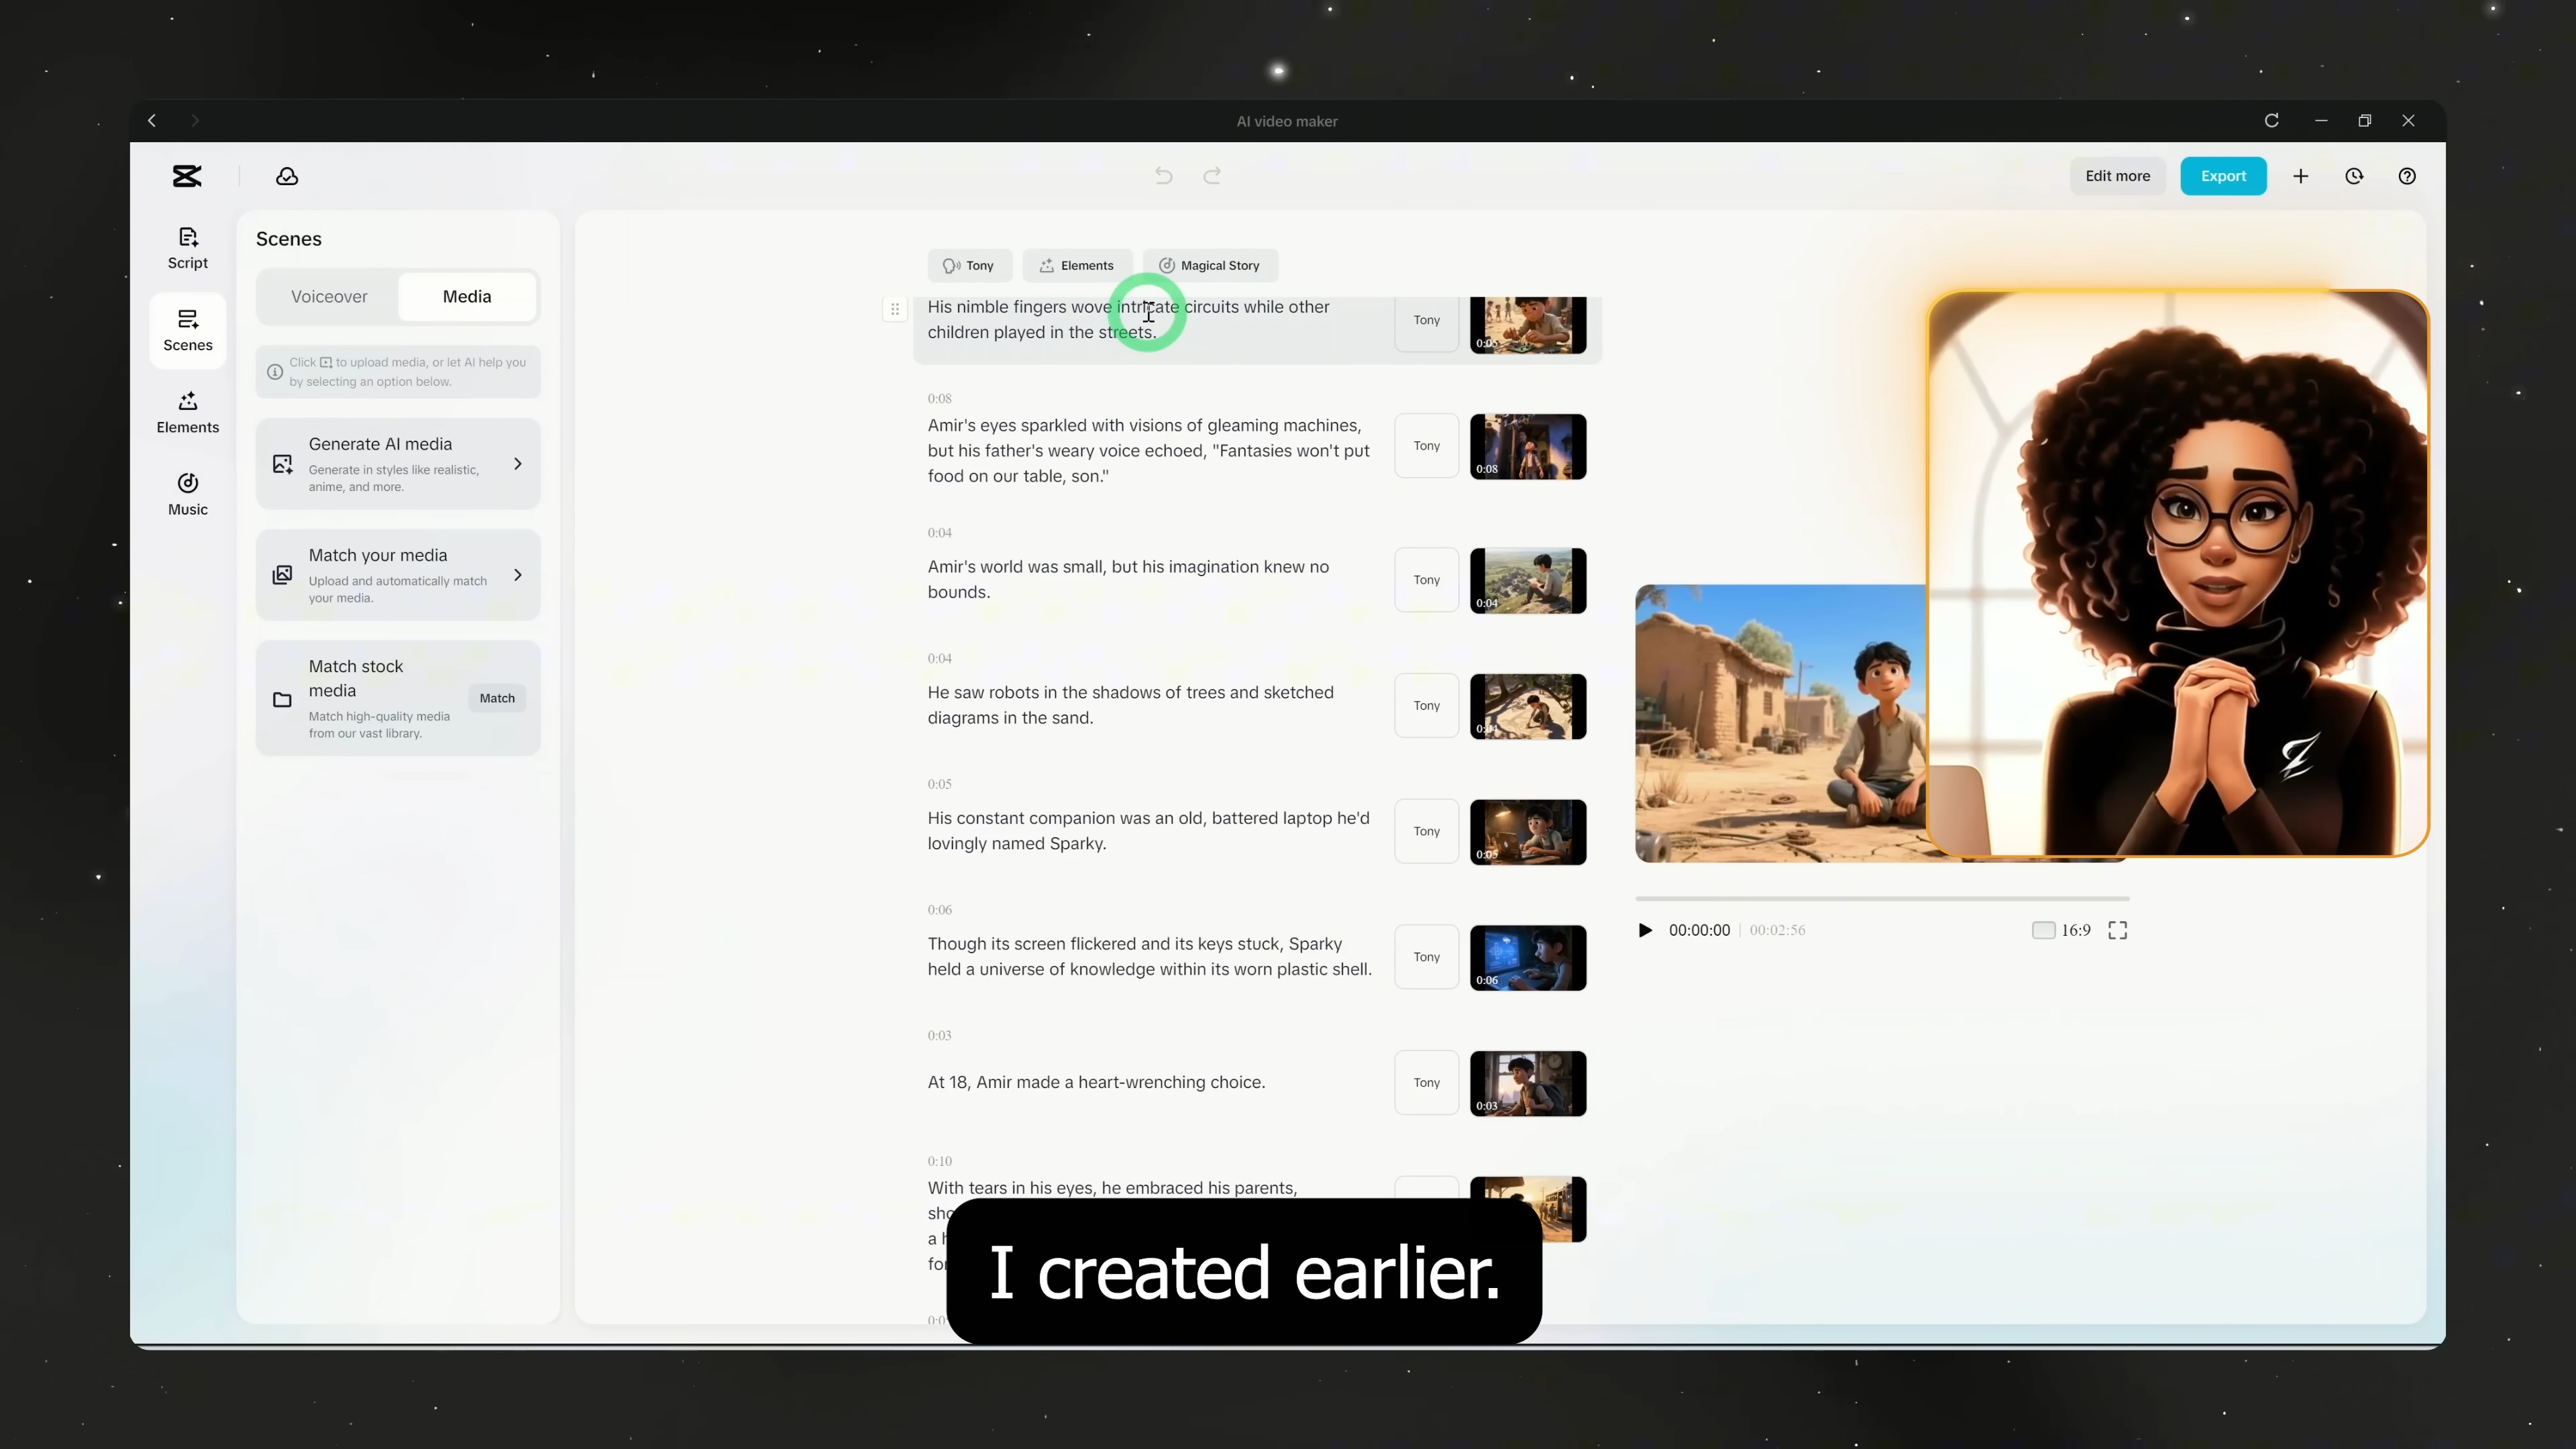 AI video maker
Edit more
Export
Script
Scenes
Elements
Music
Scenes
Voiceover
Media
Click to upload media, or let AI help you
by selecting an option below.
Generate AI media
Generate in styles like realistic,
anime, and more.
Match your media
Upload and automatically match
your media.
Match stock
media
Match high-quality media
from our vast library.
Match
Tony
Elements
Magical Story
His nimble fingers wove intricate circuits while other
children played in the streets.
Tony
0:05
0:08
Amir's eyes sparkled with visions of gleaming machines,
but his father's weary voice echoed, "Fantasies won't put
food on our table, son."
Tony
0:08
0:04
Amir's world was small, but his imagination knew no
bounds.
Tony
0:04
0:04
He saw robots in the shadows of trees and sketched
diagrams in the sand.
Tony
0:04
0:05
His constant companion was an old, battered laptop he'd
lovingly named Sparky.
Tony
0:05
0:06
Though its screen flickered and its keys stuck, Sparky
held a universe of knowledge within its worn plastic shell.
Tony
0:06
0:03
At 18, Amir made a heart-wrenching choice.
Tony
0:03
0:10
With tears in his eyes, he embraced his parents,
I created earlier.
00:00:00
00:02:56
16:9